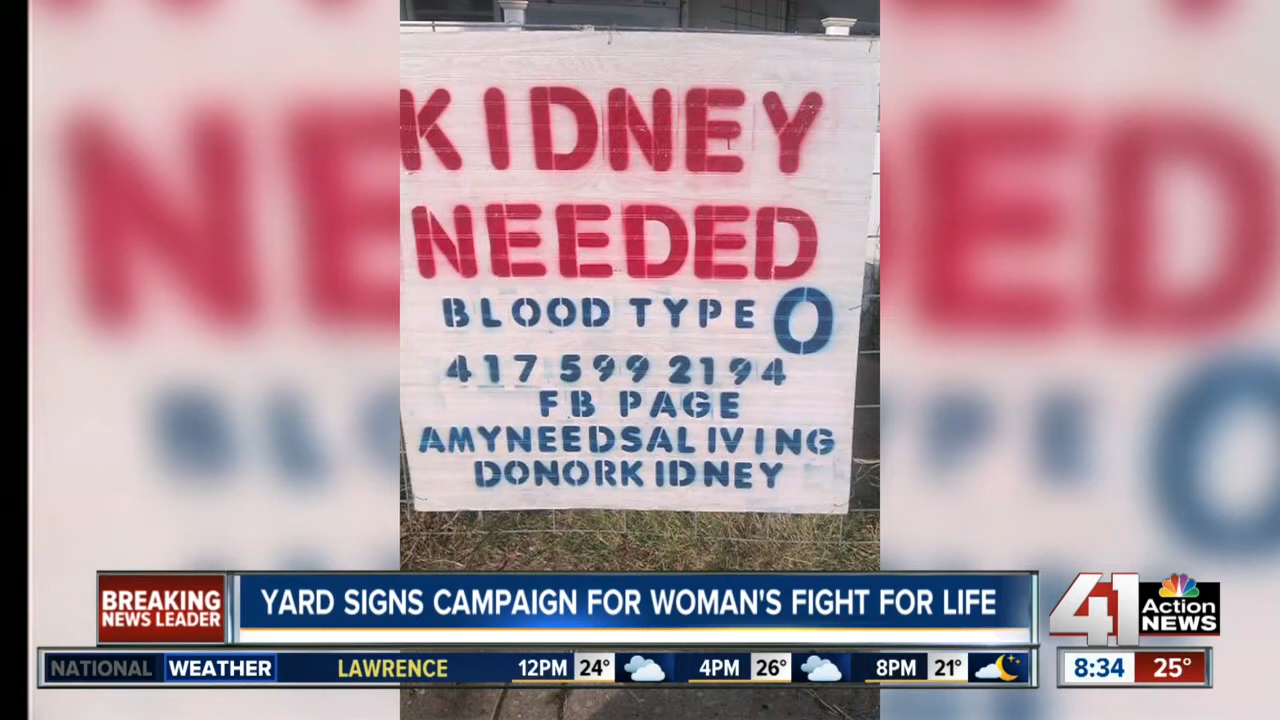 KIDNEY
NEEDED
BLOOD TYPE O
417 599 2194
FB PAGE
AMYNEEDSALIVING
DONORKIDNEY
BREAKING
NEWS LEADER
YARD SIGNS CAMPAIGN FOR WOMAN'S FIGHT FOR LIFE
41 Action
NEWS
NATIONAL WEATHER LAWRENCE 12PM 24° 4PM 26° 8PM 21°
8:34 25°